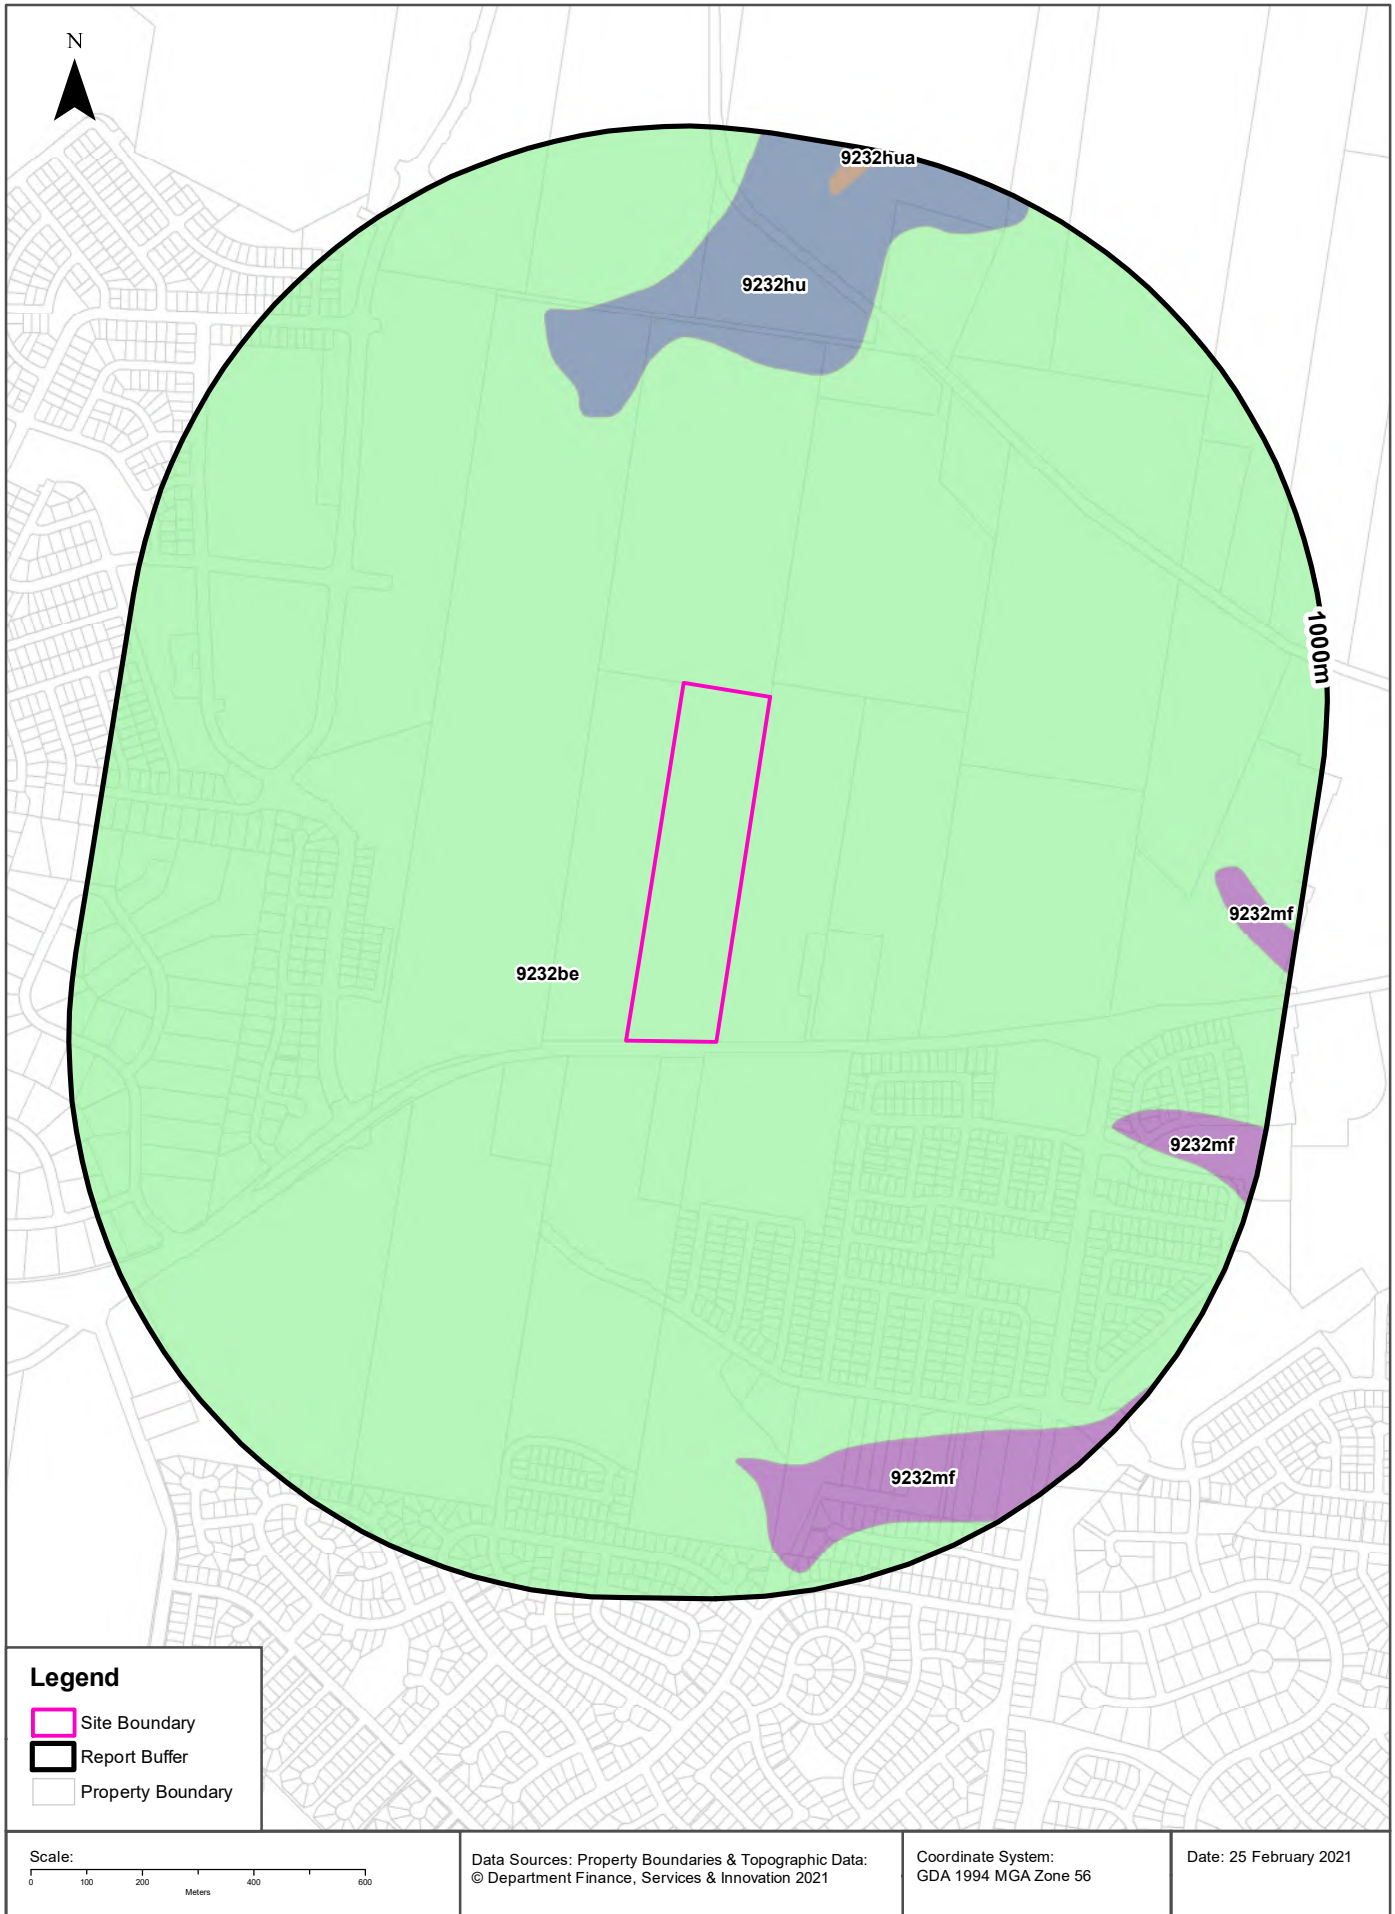 N
9232hua
9232hu
1000m
9232mf
9232be
9232mf
9232mf
Legend
Site Boundary
Report Buffer
Property Boundary
Scale:
0 100 200 400 600
Meters
Data Sources: Property Boundaries & Topographic Data:
© Department Finance, Services & Innovation 2021
Coordinate System:
GDA 1994 MGA Zone 56
Date: 25 February 2021